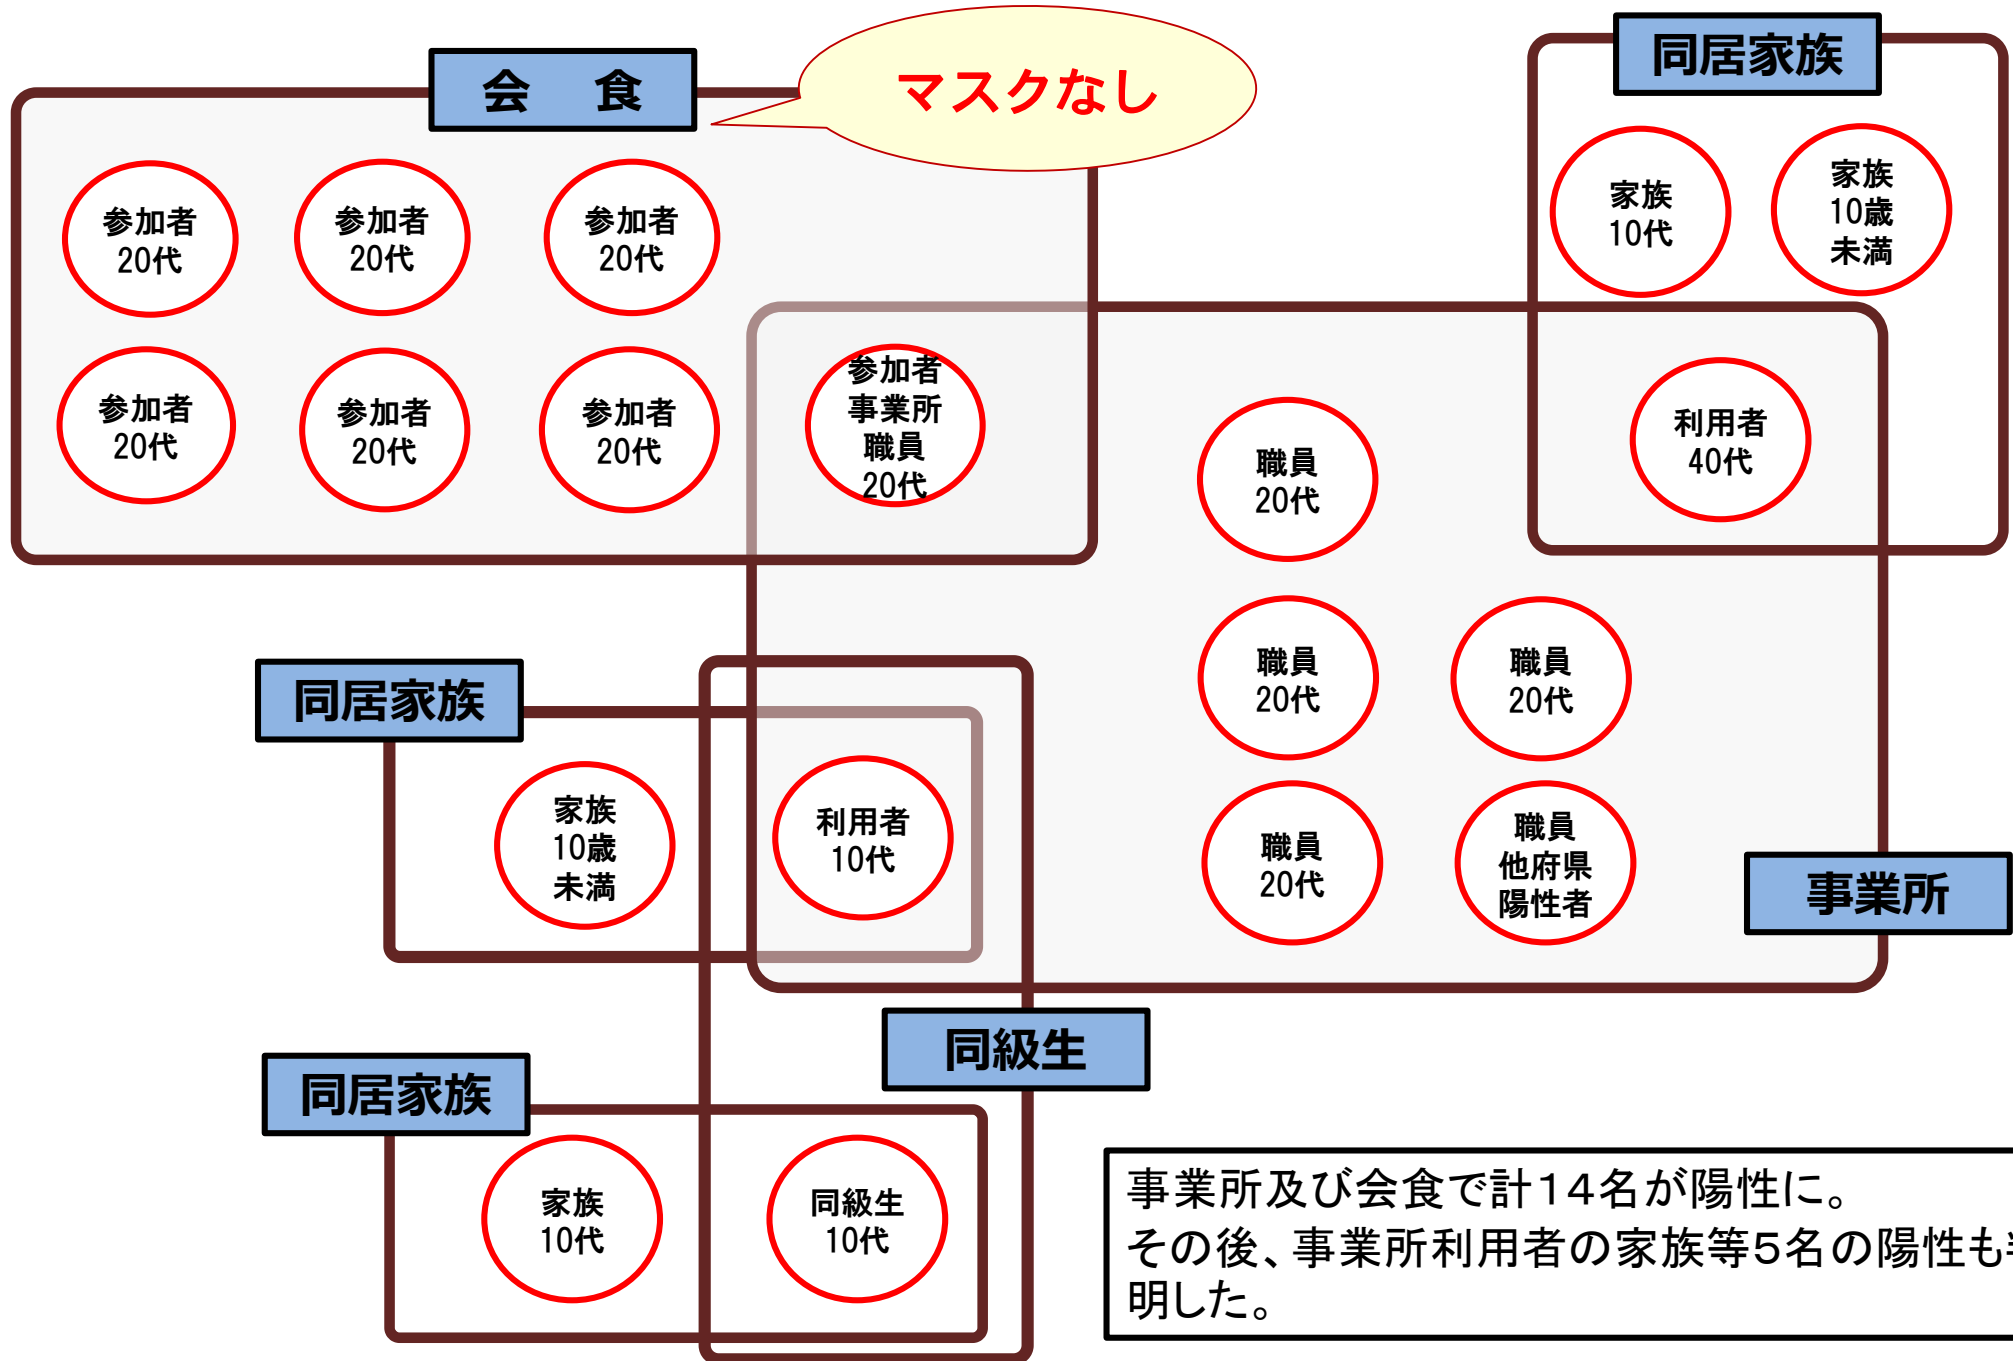 会　食
マスクなし
同居家族
参加者
20代
参加者
20代
参加者
20代
家族
10代
家族
10歳
未満
参加者
20代
参加者
20代
参加者
20代
参加者
事業所
職員
20代
職員
20代
利用者
40代
同居家族
職員
20代
職員
20代
家族
10歳
未満
利用者
10代
職員
20代
職員
他府県
陽性者
事業所
同級生
同居家族
家族
10代
同級生
10代
事業所及び会食で計14名が陽性に。
その後、事業所利用者の家族等5名の陽性も判
明した。